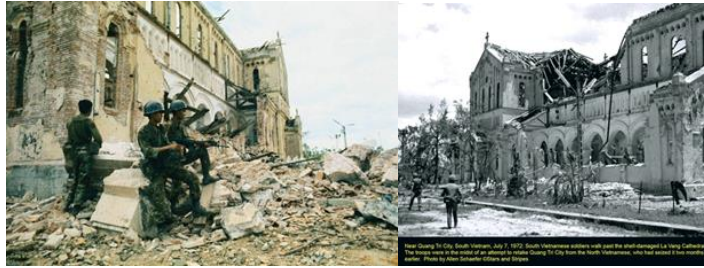 Near Quang Tri City, South Vietnam, July 7, 1972: South Vietnamese soldiers walk past the shell-damaged La Vang Cathedral.
The troops were in the midst of an attempt to retake Quang Tri City from the North Vietnamese, who had seized it two months
earlier. Photo by Allen Schaefer ©Stars and Stripes